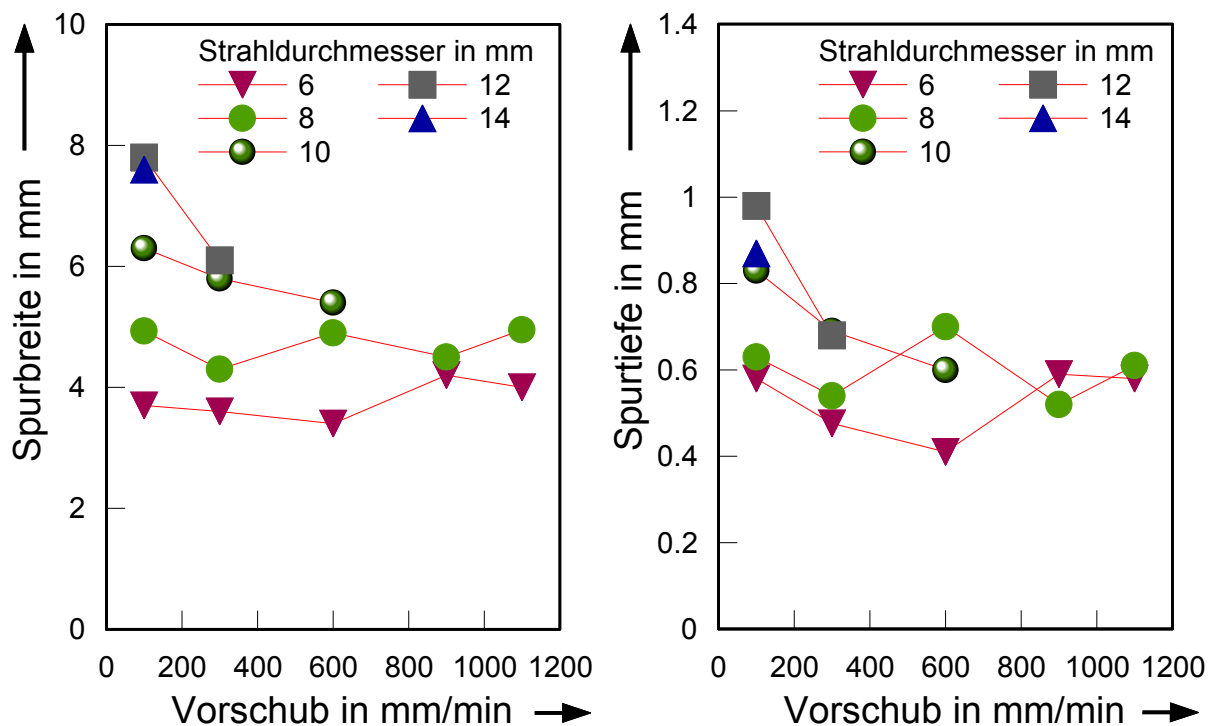 10
8
6
4
2
0
Spurbreite in mm
Strahldurchmesser in mm
6 12
8 14
10
0 200 400 600 800 1000 1200
Vorschub in mm/min
1.4
1.2
1
0.8
0.6
0.4
0.2
0
Spurtiefe in mm
Strahldurchmesser in mm
6 12
8 14
10
0 200 400 600 800 1000 1200
Vorschub in mm/min